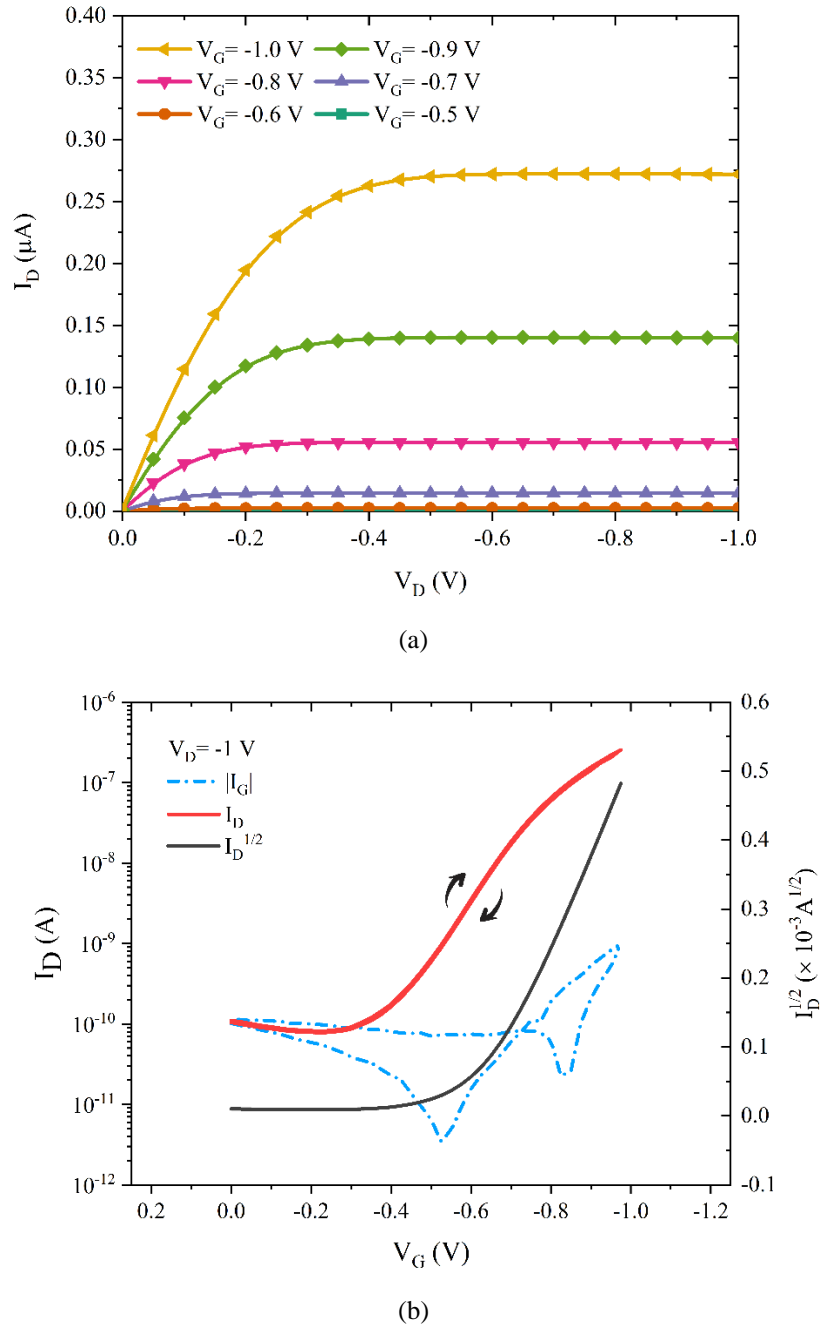 0.40
0.35
0.30
0.25
0.20
0.15
0.10
0.05
0.00
I_D (μA)
V_G= -1.0 V V_G= -0.9 V
V_G= -0.8 V V_G= -0.7 V
V_G= -0.6 V V_G= -0.5 V
0.0 -0.2 -0.4 -0.6 -0.8 -1.0
V_D (V)
(a)
10^-6
10^-7
10^-8
10^-9
10^-10
10^-11
10^-12
I_D (A)
V_D= -1 V
|I_G|
I_D
I_D^1/2
0.6
0.5
0.4
0.3
0.2
0.1
0.0
-0.1
I_D^1/2 (× 10^-3 A^1/2)
0.2 0.0 -0.2 -0.4 -0.6 -0.8 -1.0 -1.2
V_G (V)
(b)